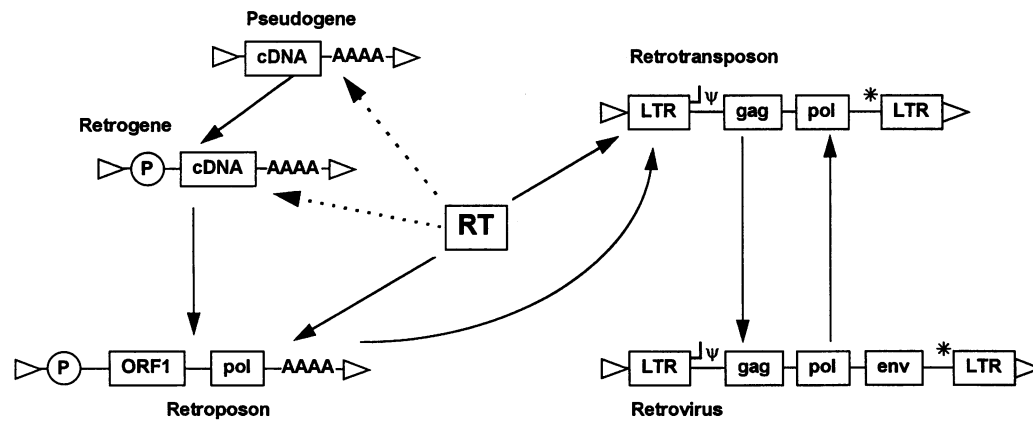 Pseudogene
cDNA AAAA
Retrogene
P cDNA AAAA
RT
P ORF1 pol AAAA
Retroposon
Retrotransposon
LTR ψ gag pol * LTR
LTR ψ gag pol env * LTR
Retrovirus